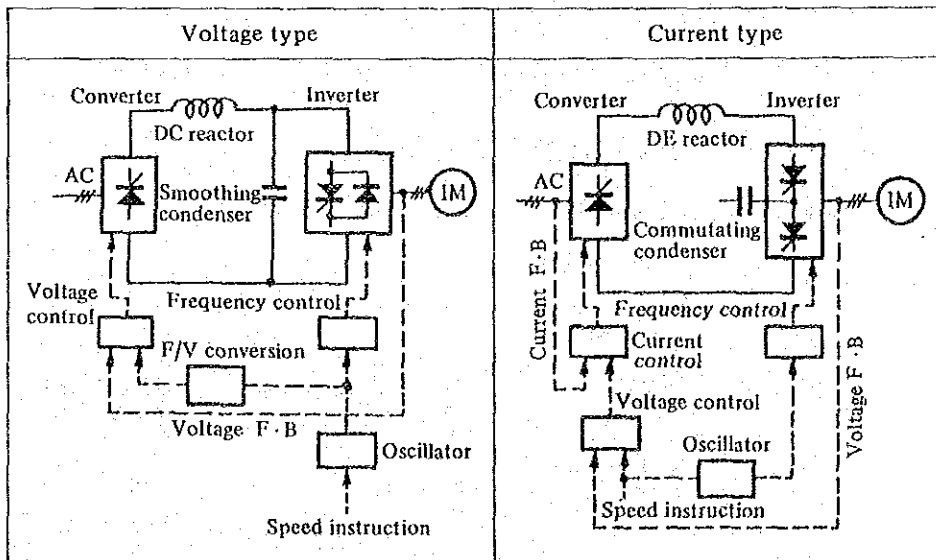 Voltage type
Converter
Inverter
DC reactor
AC
Smoothing
condenser
IM
Voltage
control
Frequency control
F/V conversion
Voltage F·B
Oscillator
Speed instruction
Current type
Converter
Inverter
DE reactor
AC
IM
Commutating
condenser
Current F·B
Frequency control
Current
control
Voltage control
Voltage F·B
Oscillator
Speed instruction